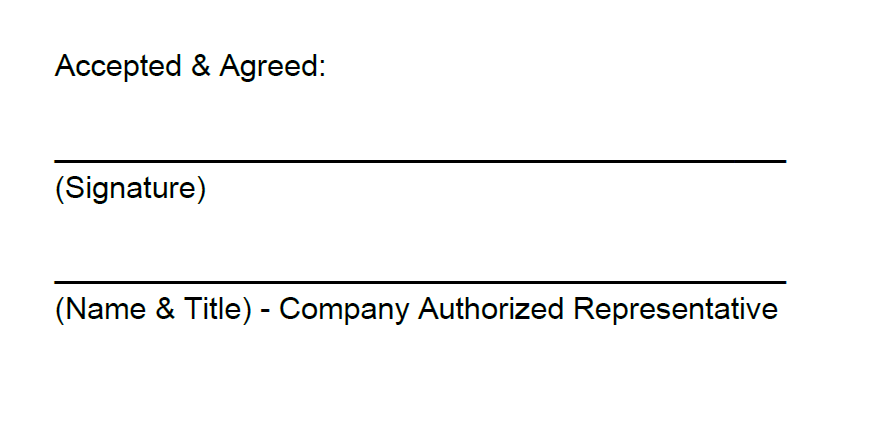 Accepted & Agreed:
(Signature)
(Name & Title) - Company Authorized Representative